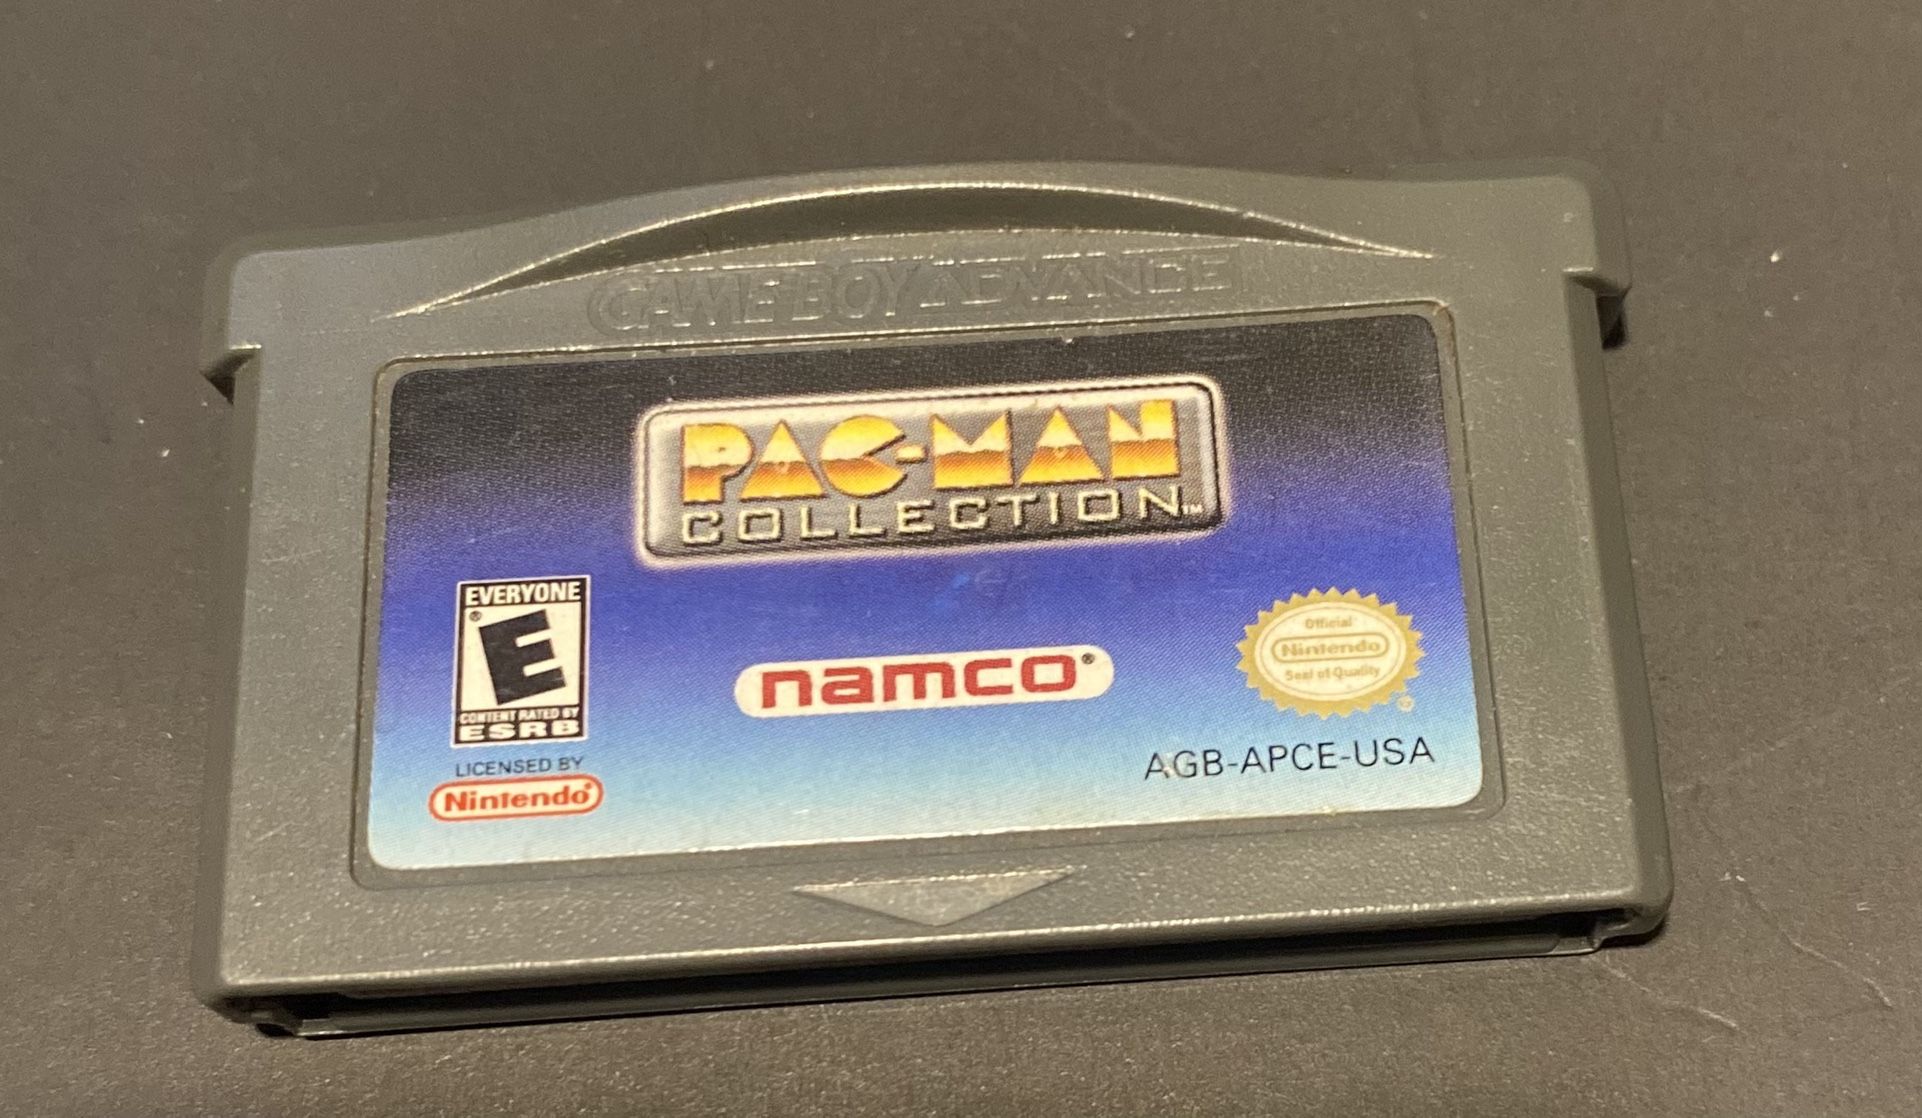 GAME BOY ADVANCE
PAC-MAN
COLLECTION™
EVERYONE
E®
CONTENT RATED BY
ESRB
LICENSED BY
Nintendo®
namco®
Official
Nintendo
Seal of Quality
®
AGB-APCE-USA